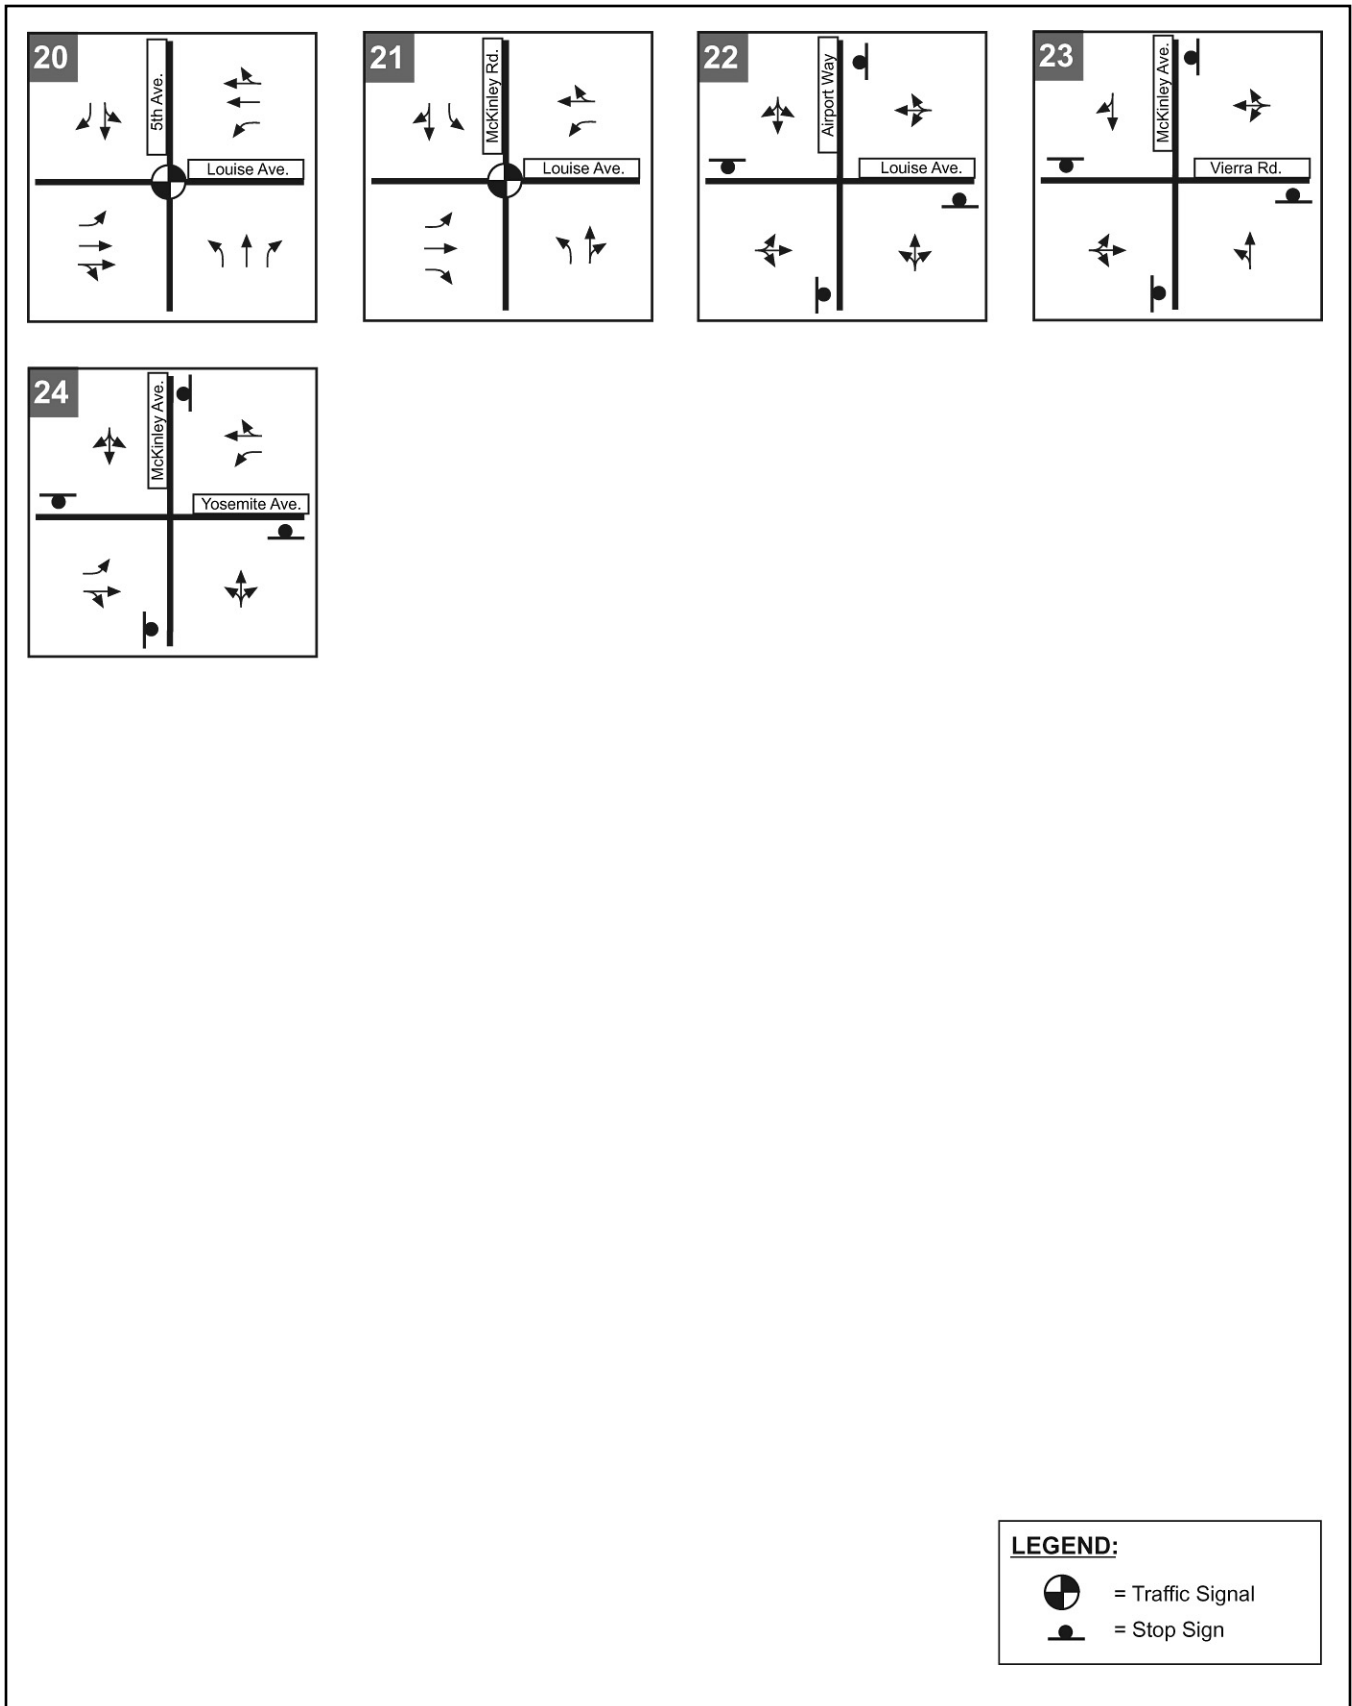 20
5th Ave.
Louise Ave.
21
McKinley Rd.
Louise Ave.
22
Airport Way
Louise Ave.
23
McKinley Ave.
Vierra Rd.
24
McKinley Ave.
Yosemite Ave.
LEGEND:
= Traffic Signal
= Stop Sign